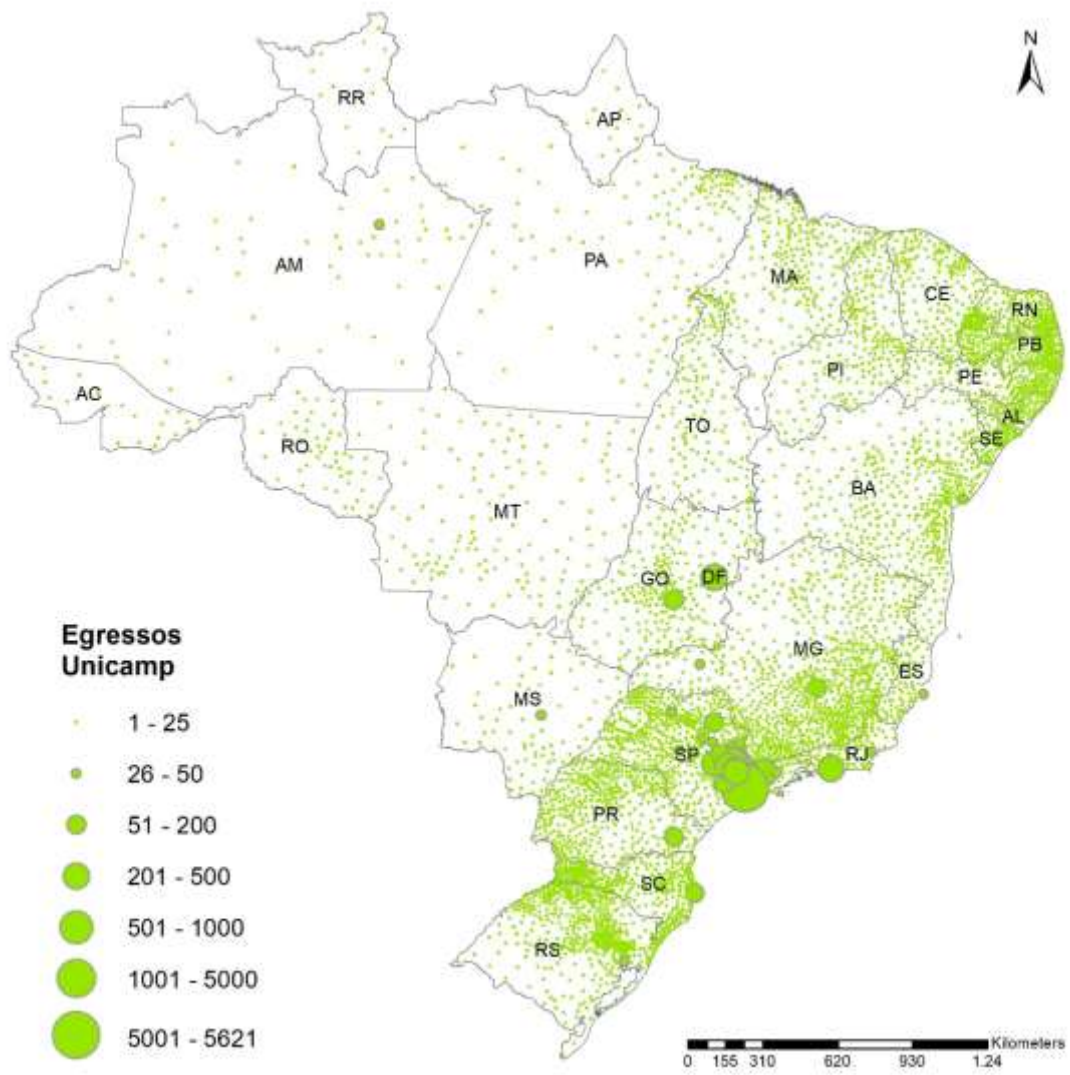 N
RR
AP
AM
PA
MA
CE
RN
PB
PI
PE
AC
AL
TO
SE
RO
BA
MT
GO
DF
MG
ES
MS
SP
RJ
PR
SC
RS
Egressos
Unicamp
1 - 25
26 - 50
51 - 200
201 - 500
501 - 1000
1001 - 5000
5001 - 5621
Kilometers
0 155 310 620 930 1.24